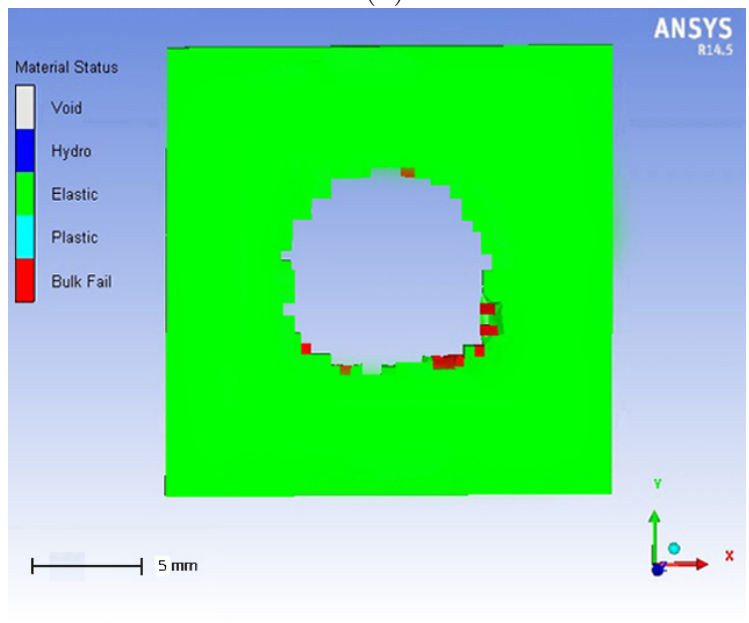 ANSYS
R14.5
Material Status
Void
Hydro
Elastic
Plastic
Bulk Fail
Y
X
5 mm